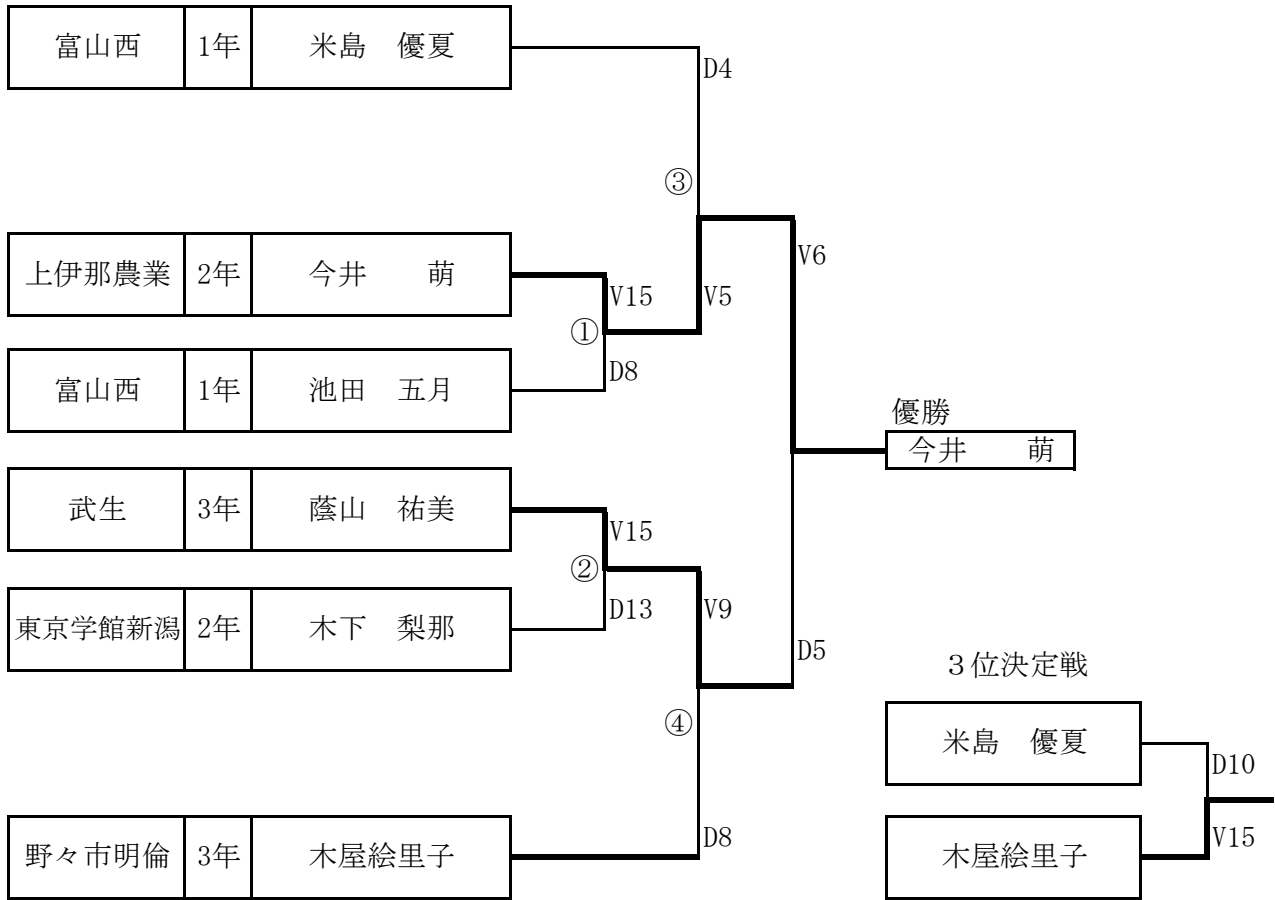 富山西 1年 米島 優夏
D4
③
上伊那農業 2年 今井 萌
V15 V5
V6
①
富山西 1年 池田 五月
D8
優勝
今井 萌
武生 3年 蔭山 祐美
V15
②
東京学館新潟 2年 木下 梨那
D13 V9
D5
３位決定戦
④
米島 優夏
D10
野々市明倫 3年 木屋絵里子
D8
木屋絵里子
V15